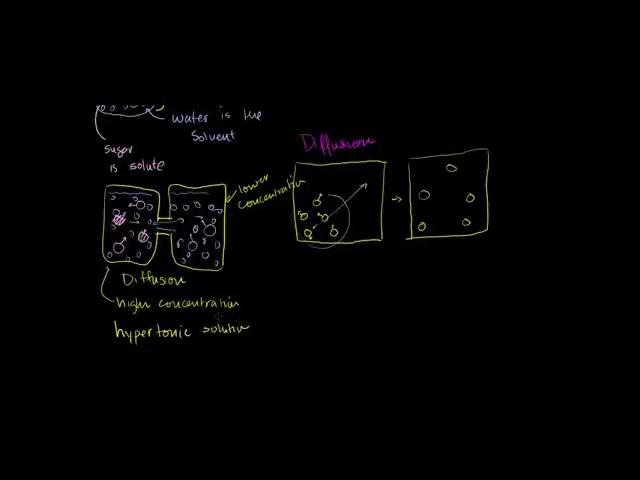 water is the
Solvent
sugar
is solute
Diffusion
lower
concentration
Diffusion
high concentration
hypertonic solution